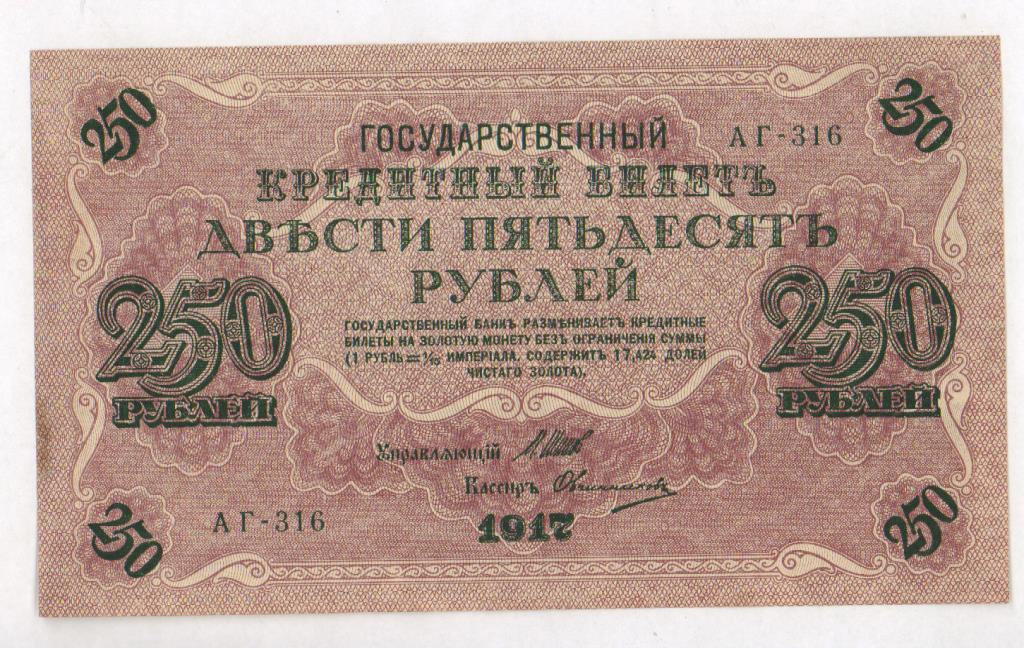 250
250
ГОСУДАРСТВЕННЫЙ
АГ-316
КРЕДИТНЫЙ БИЛЕТЪ
ДВѢСТИ ПЯТЬДЕСЯТЪ
РУБЛЕЙ
250
РУБЛЕЙ
250
РУБЛЕЙ
ГОСУДАРСТВЕННЫЙ БАНКЪ РАЗМѢНИВАЕТЪ КРЕДИТНЫЕ
БИЛЕТЫ НА ЗОЛОТУЮ МОНЕТУ БЕЗЪ ОГРАНИЧЕНІЯ СУММЫ
(1 РУБЛЬ=1/15 ИМПЕРІАЛА, СОДЕРЖИТЪ 17,424 ДОЛЕЙ
ЧИСТАГО ЗОЛОТА).
Управляющій И. Шипов
Кассиръ Овчинников
АГ-316
1917
250
250